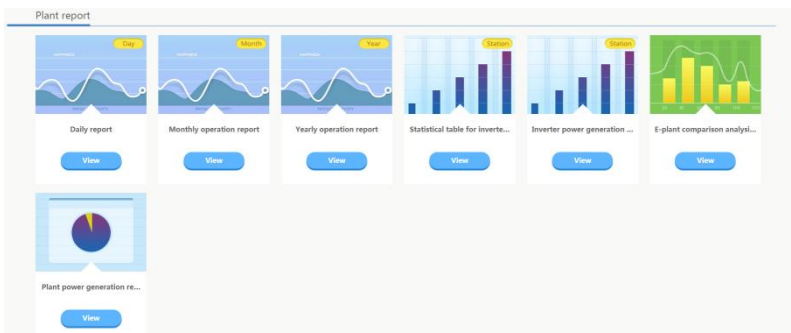 Plant report
Day
Month
Year
Station
Station
Daily report
Monthly operation report
Yearly operation report
Statistical table for inverte...
Inverter power generation ...
E-plant comparison analysi...
View
View
View
View
View
View
Plant power generation re...
View